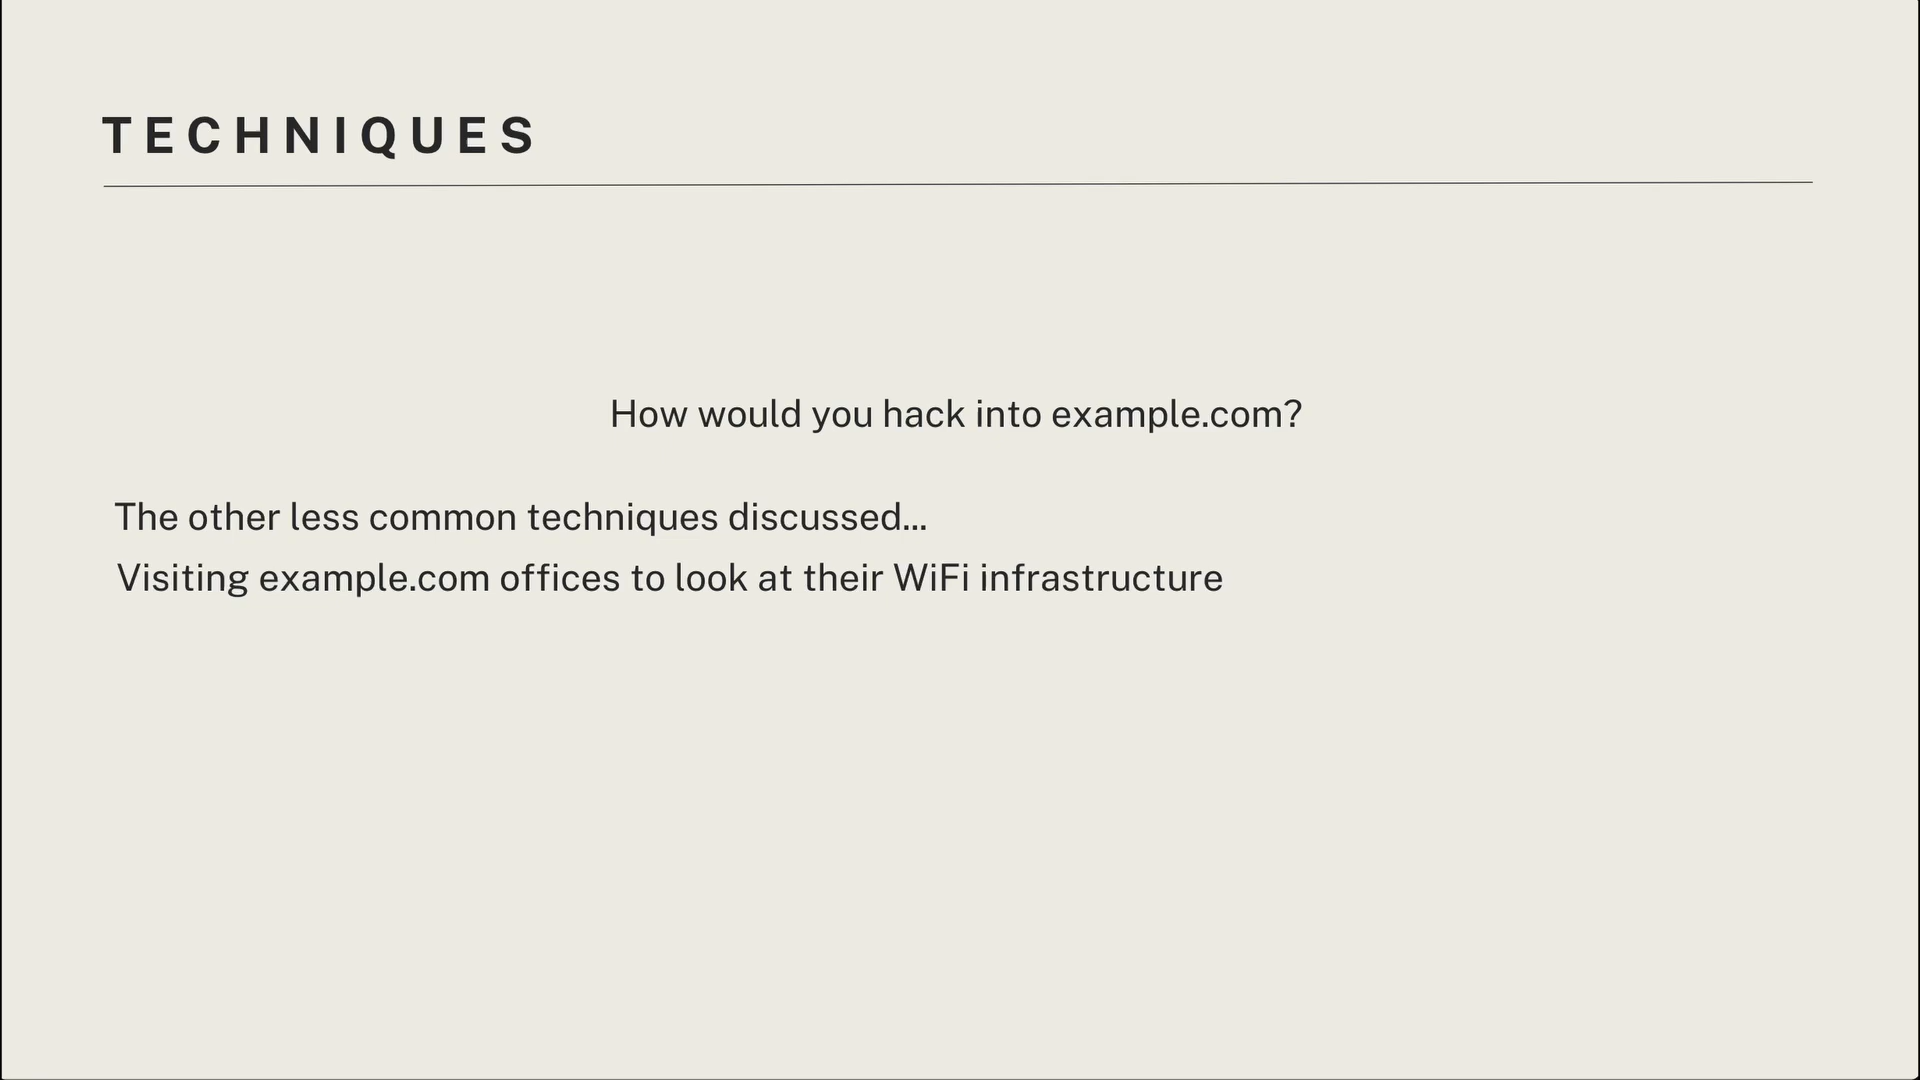 TECHNIQUES
How would you hack into example.com?
The other less common techniques discussed...
Visiting example.com offices to look at their WiFi infrastructure